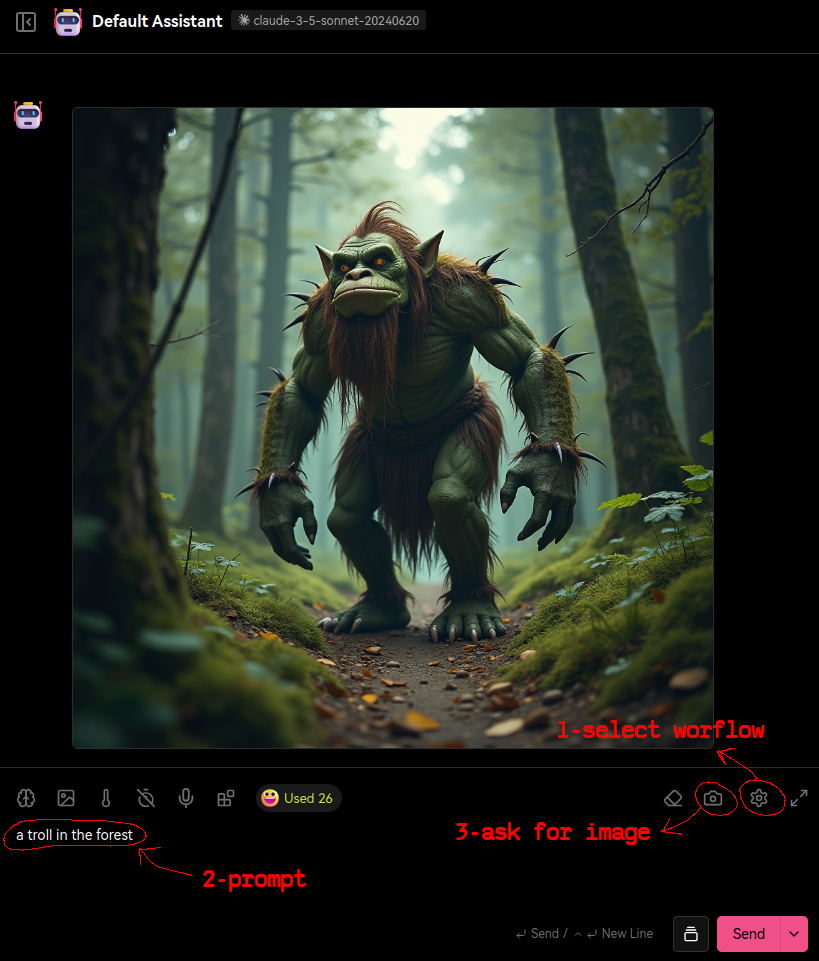 Default Assistant claude-3-5-sonnet-20240620
1-select worflow
Used 26
a troll in the forest
3-ask for image
2-prompt
Send / New Line
Send